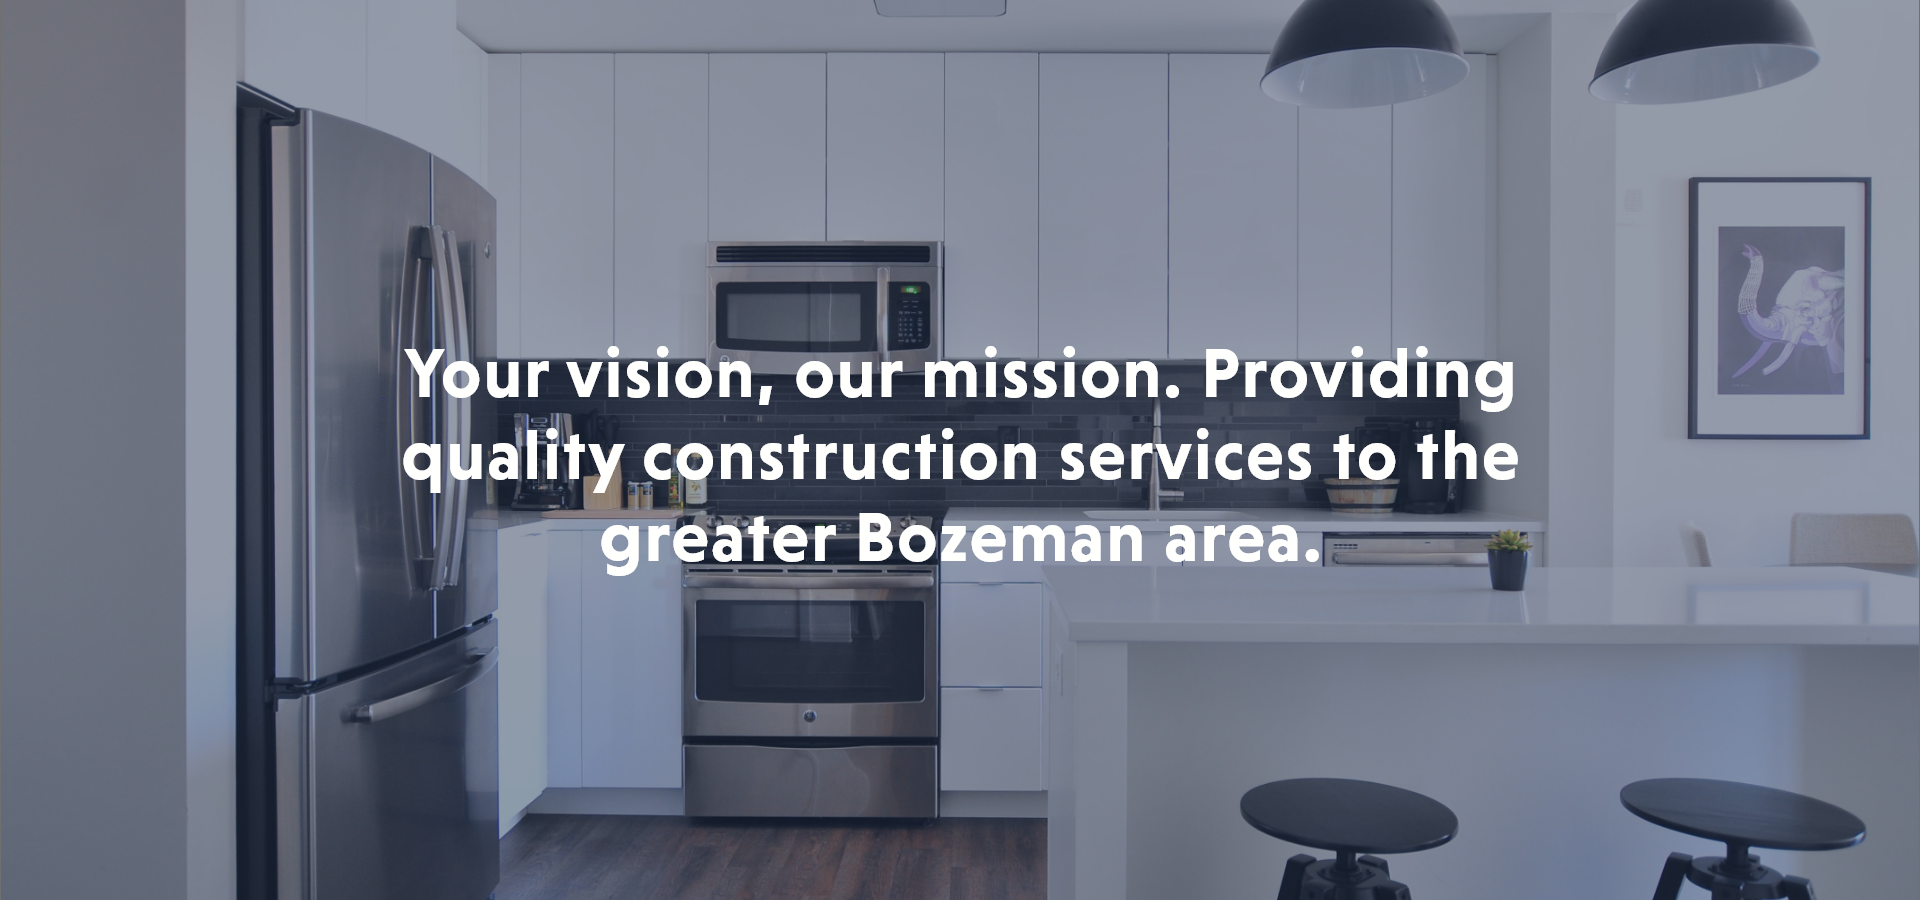 Your vision, our mission. Providing
quality construction services to the
greater Bozeman area.